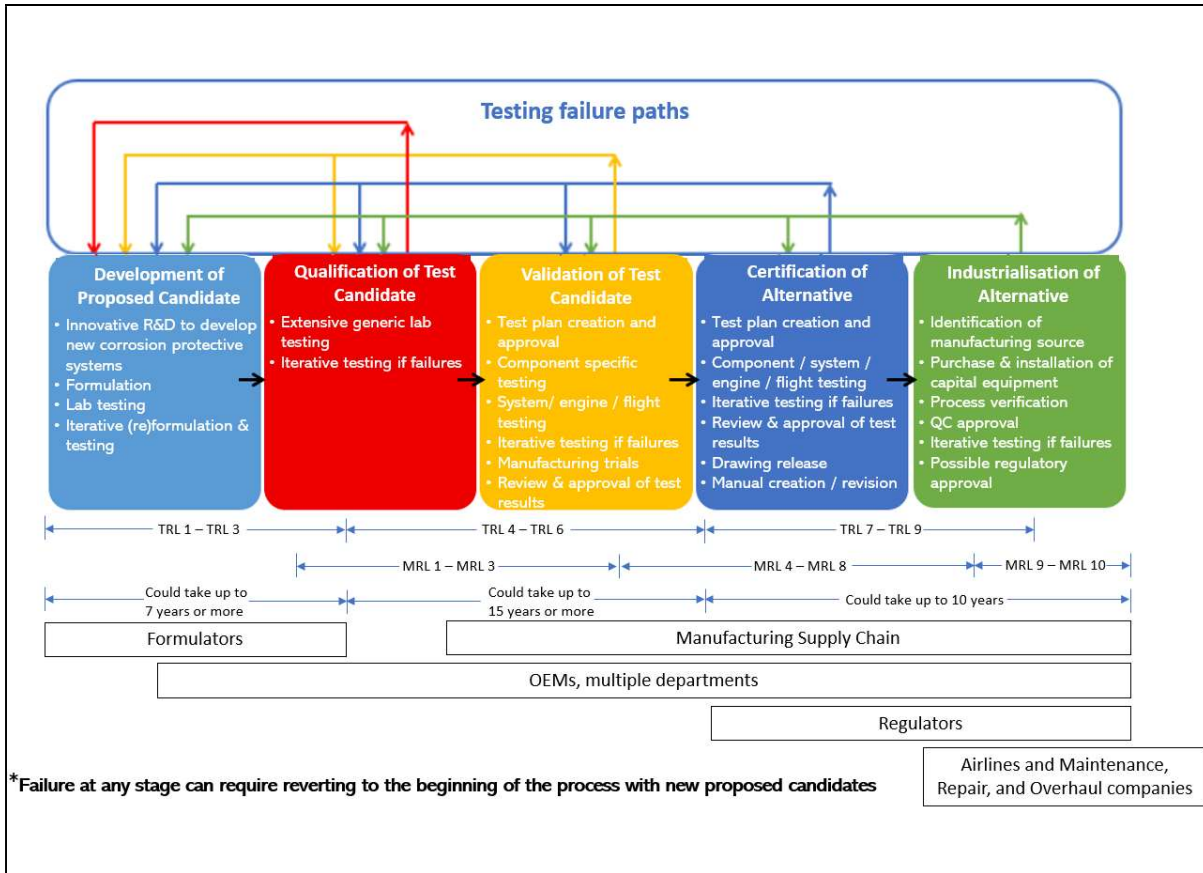 Testing failure paths
Development of
Proposed Candidate
• Innovative R&D to develop
new corrosion protective
systems
• Formulation
• Lab testing
• Iterative (re)formulation &
testing
Qualification of Test
Candidate
• Extensive generic lab
testing
• Iterative testing if failures
Validation of Test
Candidate
• Test plan creation and
approval
• Component specific
testing
• System/ engine / flight
testing
• Iterative testing if failures
• Manufacturing trials
• Review & approval of test
results
Certification of
Alternative
• Test plan creation and
approval
• Component / system /
engine / flight testing
• Iterative testing if failures
• Review & approval of test
results
• Drawing release
• Manual creation / revision
Industrialisation of
Alternative
• Identification of
manufacturing source
• Purchase & installation of
capital equipment
• Process verification
• QC approval
• Iterative testing if failures
• Possible regulatory
approval
TRL 1 – TRL 3
TRL 4 – TRL 6
TRL 7 – TRL 9
MRL 1 – MRL 3
MRL 4 – MRL 8
MRL 9 – MRL 10
Could take up to
7 years or more
Could take up to
15 years or more
Could take up to 10 years
Formulators
Manufacturing Supply Chain
OEMs, multiple departments
Regulators
Airlines and Maintenance,
Repair, and Overhaul companies
*Failure at any stage can require reverting to the beginning of the process with new proposed candidates